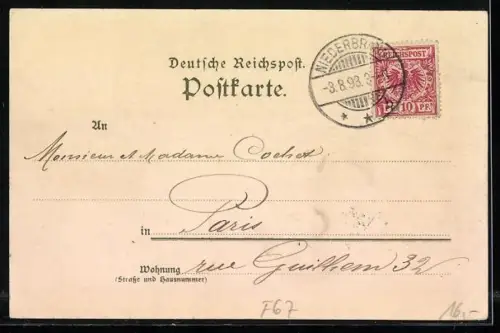 Deutsche Reichspost.
Postkarte.
NIEDERBRONN
-3.8.98.
REICHSPOST
10 PF.
An
Monsieur et Madame Cochet
in Paris
Wohnung rue Guilhem 32
(Straße und Hausnummer)
F67
16,-